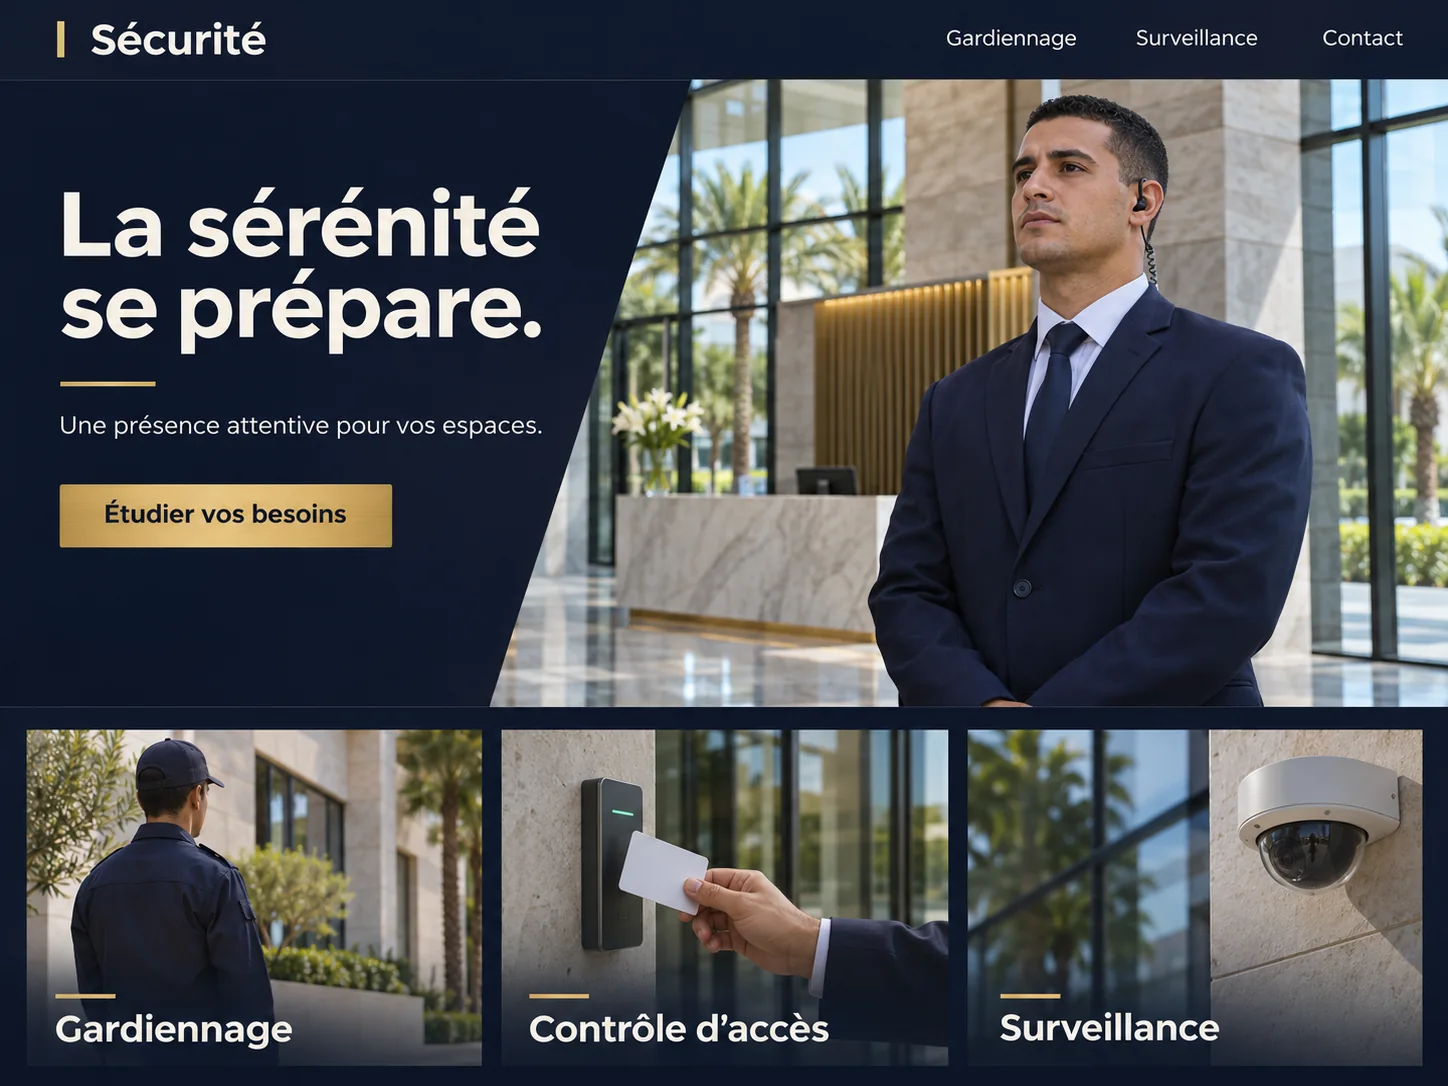 Sécurité
Gardiennage
Surveillance
Contact
La sérénité
se prépare.
Une présence attentive pour vos espaces.
Étudier vos besoins
Gardiennage
Contrôle d’accès
Surveillance